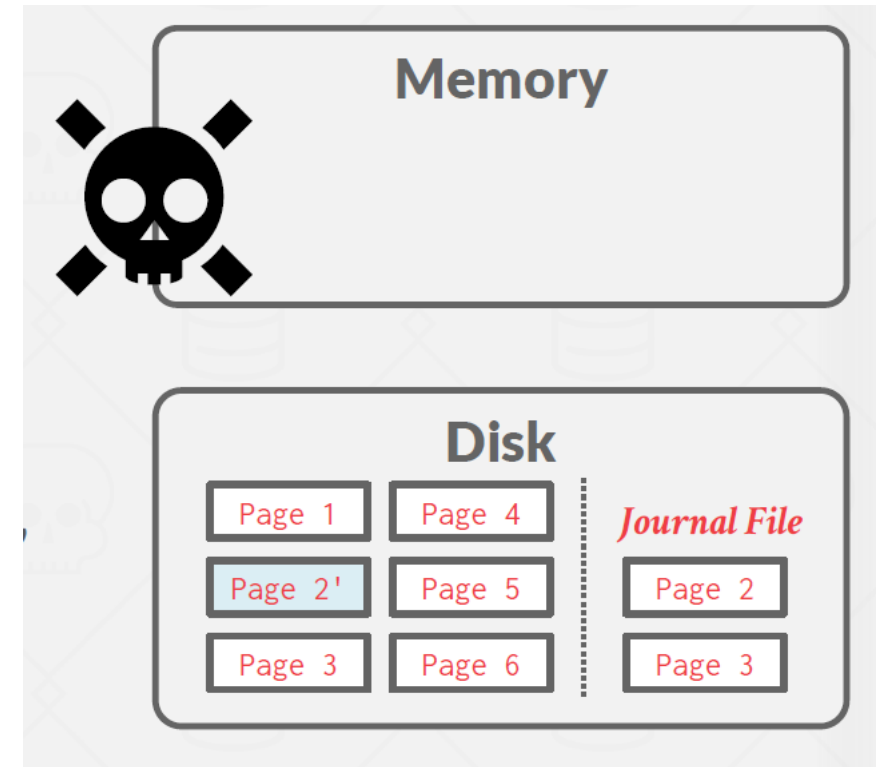 Memory
Disk
Page 1
Page 4
Journal File
Page 2'
Page 5
Page 2
Page 3
Page 6
Page 3